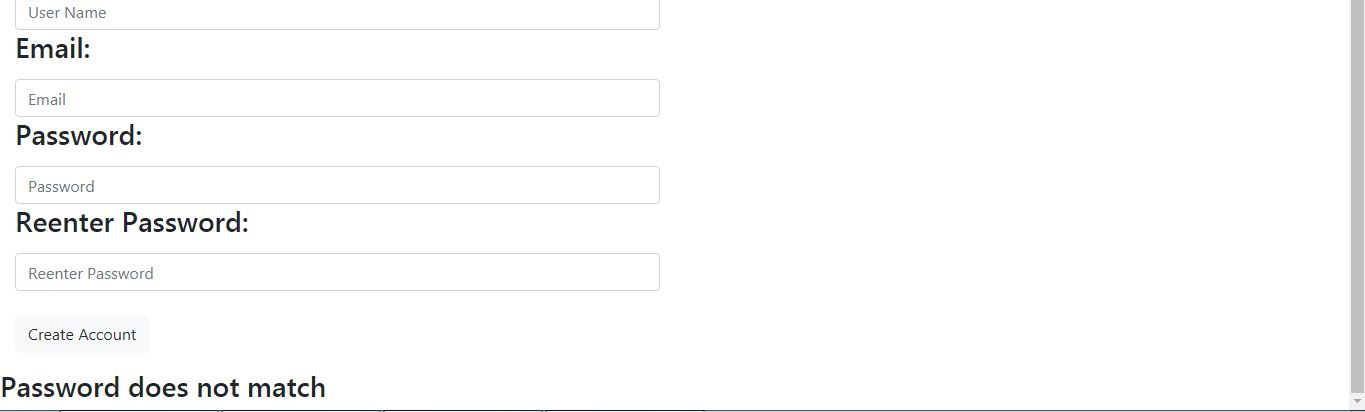 User Name
Email:
Email
Password:
Password
Reenter Password:
Reenter Password
Create Account
Password does not match